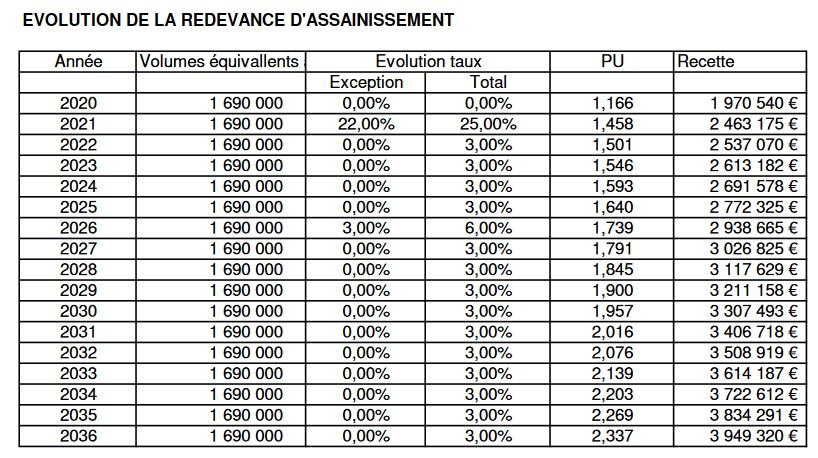 EVOLUTION DE LA REDEVANCE D'ASSAINISSEMENT
Année Volumes équivallents Evolution taux PU Recette
Exception Total
2020 1 690 000 0,00% 0,00% 1,166 1 970 540 €
2021 1 690 000 22,00% 25,00% 1,458 2 463 175 €
2022 1 690 000 0,00% 3,00% 1,501 2 537 070 €
2023 1 690 000 0,00% 3,00% 1,546 2 613 182 €
2024 1 690 000 0,00% 3,00% 1,593 2 691 578 €
2025 1 690 000 0,00% 3,00% 1,640 2 772 325 €
2026 1 690 000 3,00% 6,00% 1,739 2 938 665 €
2027 1 690 000 0,00% 3,00% 1,791 3 026 825 €
2028 1 690 000 0,00% 3,00% 1,845 3 117 629 €
2029 1 690 000 0,00% 3,00% 1,900 3 211 158 €
2030 1 690 000 0,00% 3,00% 1,957 3 307 493 €
2031 1 690 000 0,00% 3,00% 2,016 3 406 718 €
2032 1 690 000 0,00% 3,00% 2,076 3 508 919 €
2033 1 690 000 0,00% 3,00% 2,139 3 614 187 €
2034 1 690 000 0,00% 3,00% 2,203 3 722 612 €
2035 1 690 000 0,00% 3,00% 2,269 3 834 291 €
2036 1 690 000 0,00% 3,00% 2,337 3 949 320 €